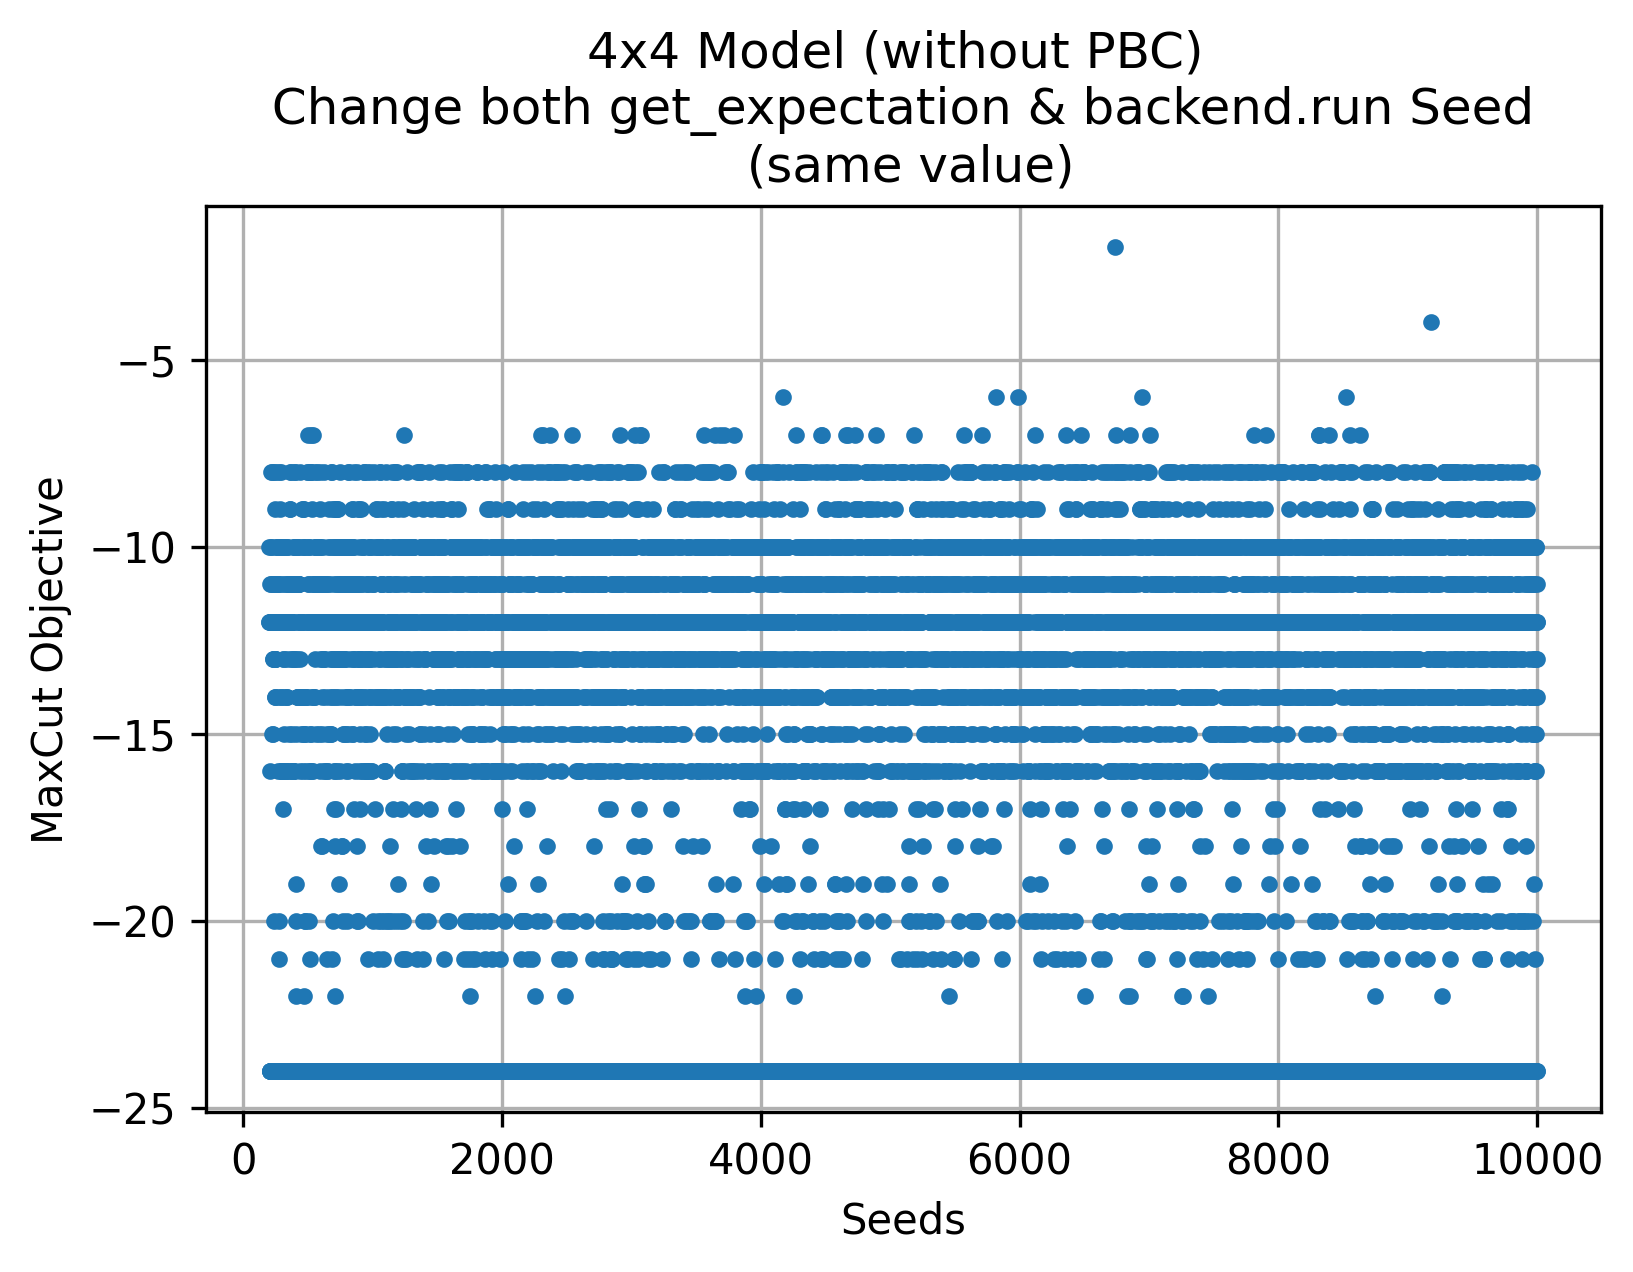 4x4 Model (without PBC)
Change both get_expectation & backend.run Seed
(same value)
MaxCut Objective
−5
−10
−15
−20
−25
0 2000 4000 6000 8000 10000
Seeds